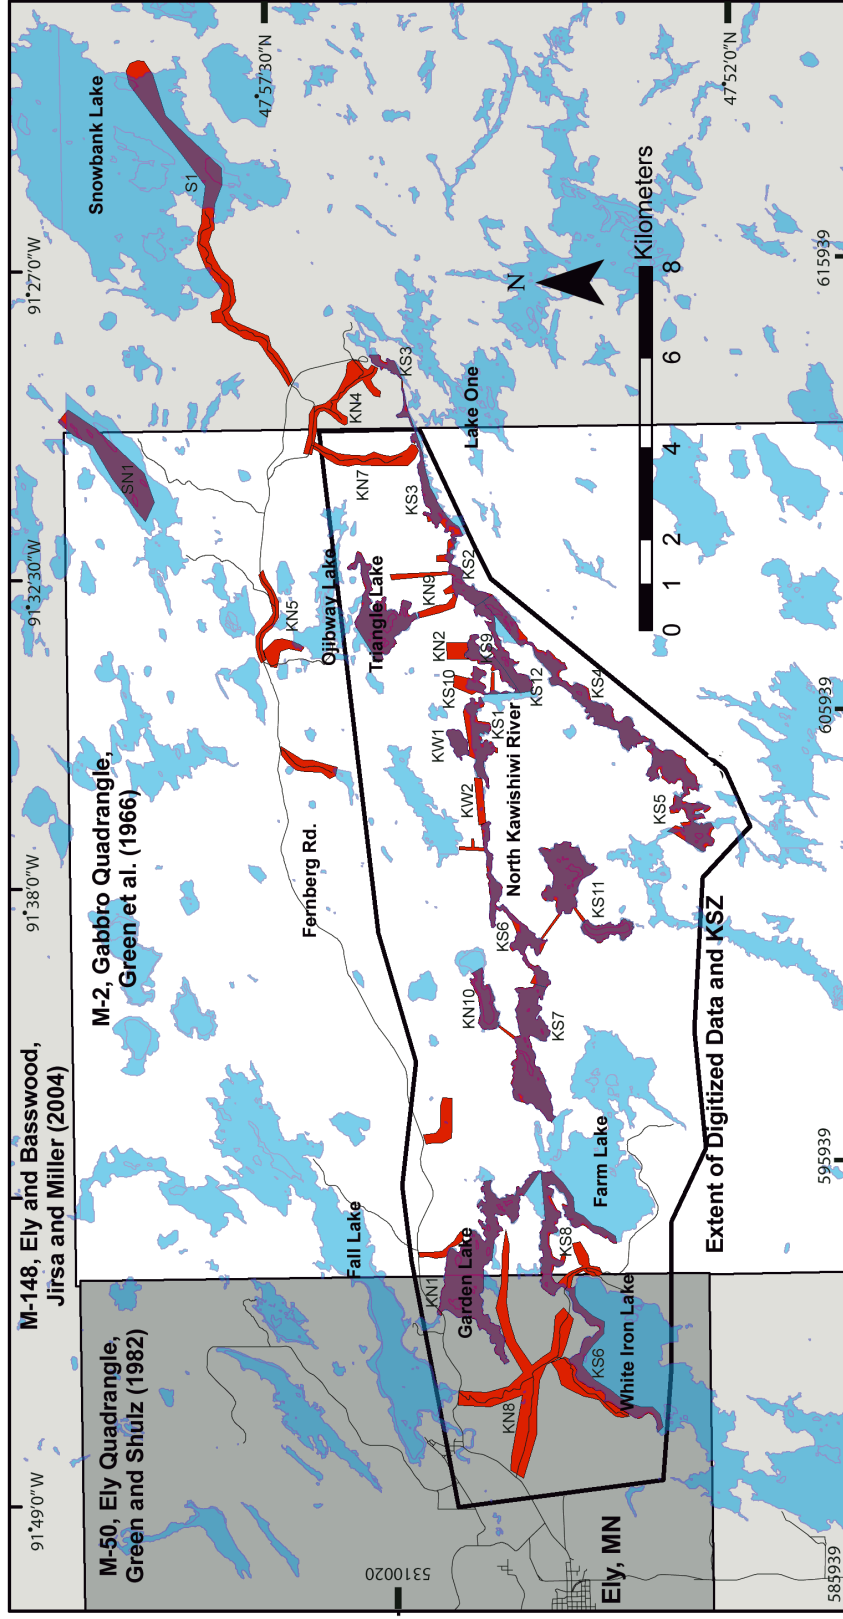 91°49'0"W
91°38'0"W
91°32'30"W
91°27'0"W
M-148, Ely and Basswood,
Jirsa and Miller (2004)
M-50, Ely Quadrangle,
Green and Shulz (1982)
M-2, Gabbro Quadrangle,
Green et al. (1966)
Snowbank Lake
S1
SN1
47°57'30"N
Fernberg Rd.
KN5
Ojibway Lake
KN4
Fall Lake
Triangle Lake
KN7
KS3
5310020
KN1
Garden Lake
KN10
KW1
KW2
KS10
KN2
KN9
KS3
KS2
Lake One
KS9
KS1
KS12
North Kawishiwi River
KS6
KS7
KN8
KS8
KS6
White Iron Lake
Farm Lake
KS11
KS4
KS5
N
Ely, MN
Extent of Digitized Data and KSZ
0
1
2
4
6
8
Kilometers
47°52'0"N
585939
595939
605939
615939